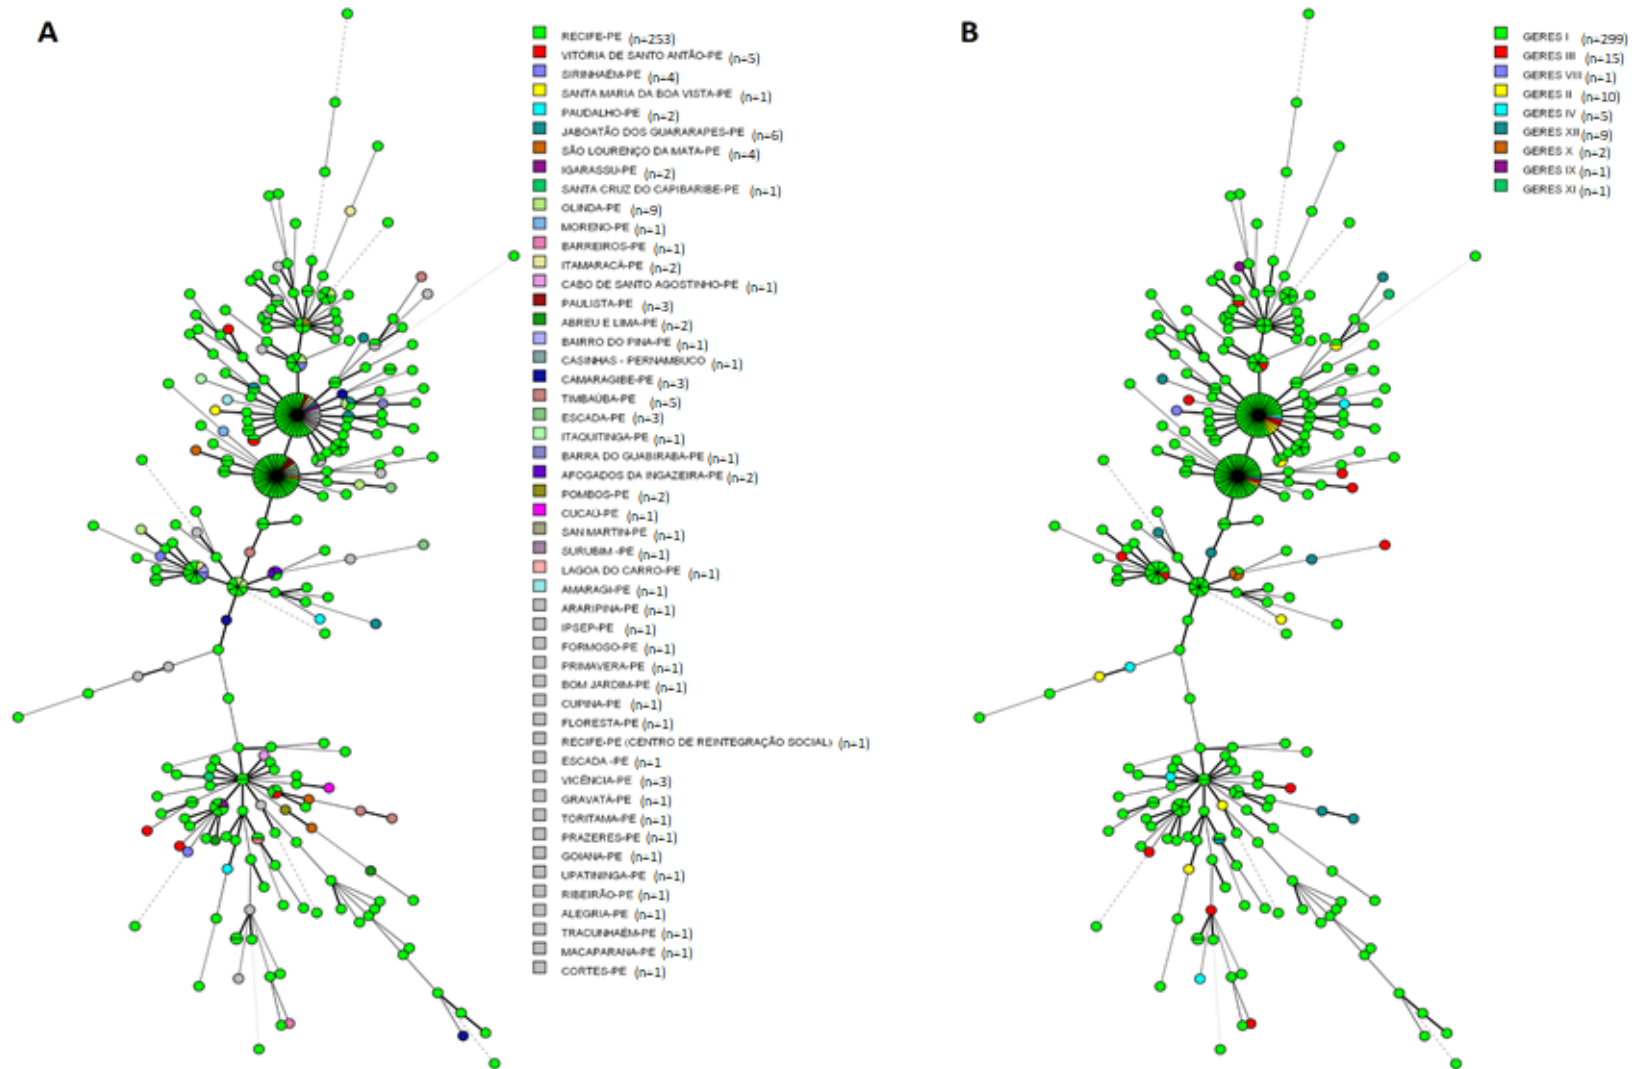 A
RECIFE-PE (n=253)
VITÓRIA DE SANTO ANTÃO-PE (n=5)
SIRINHAÉM-PE (n=4)
SANTA MARIA DA BOA VISTA-PE (n=1)
PAUDALHO-PE (n=2)
JABOATÃO DOS GUARARAPES-PE (n=6)
SÃO LOURENÇO DA MATA-PE (n=4)
IGARASSU-PE (n=2)
SANTA CRUZ DO CAPIBARIBE-PE (n=1)
OLINDA-PE (n=9)
MORENO-PE (n=1)
BARREIROS-PE (n=1)
ITAMARACÁ-PE (n=2)
CABO DE SANTO AGOSTINHO-PE (n=1)
PAULISTA-PE (n=3)
ABREU E LIMA-PE (n=2)
BAIRRO DO PINA-PE (n=1)
CASINHAS - PERNAMBUCO (n=1)
CAMARAGIBE-PE (n=3)
TIMBAÚBA-PE (n=5)
ESCADA-PE (n=3)
ITAQUITINGA-PE (n=1)
BARRA DO GUABIRABA-PE (n=1)
AFOGADOS DA INGAZEIRA-PE (n=2)
POMBOS-PE (n=2)
CUCAÚ-PE (n=1)
SAN MARTIN-PE (n=1)
SURUBIM -PE (n=1)
LAGOA DO CARRO-PE (n=1)
AMARAGI-PE (n=1)
ARARIPINA-PE (n=1)
IPSEP-PE (n=1)
FORMOSO-PE (n=1)
PRIMAVERA-PE (n=1)
BOM JARDIM-PE (n=1)
CUPINA-PE (n=1)
FLORESTA-PE (n=1)
RECIFE-PE (CENTRO DE REINTEGRAÇÃO SOCIAL) (n=1)
ESCADA -PE (n=1
VICÊNCIA-PE (n=3)
GRAVATÁ-PE (n=1)
TORITAMA-PE (n=1)
PRAZERES-PE (n=1)
GOIANA-PE (n=1)
UPATININGA-PE (n=1)
RIBEIRÃO-PE (n=1)
ALEGRIA-PE (n=1)
TRACUNHAÉM-PE (n=1)
MACAPARANA-PE (n=1)
CORTES-PE (n=1)
B
GERES I (n=299)
GERES III (n=15)
GERES VIII (n=1)
GERES II (n=10)
GERES IV (n=5)
GERES XII (n=9)
GERES X (n=2)
GERES IX (n=1)
GERES XI (n=1)